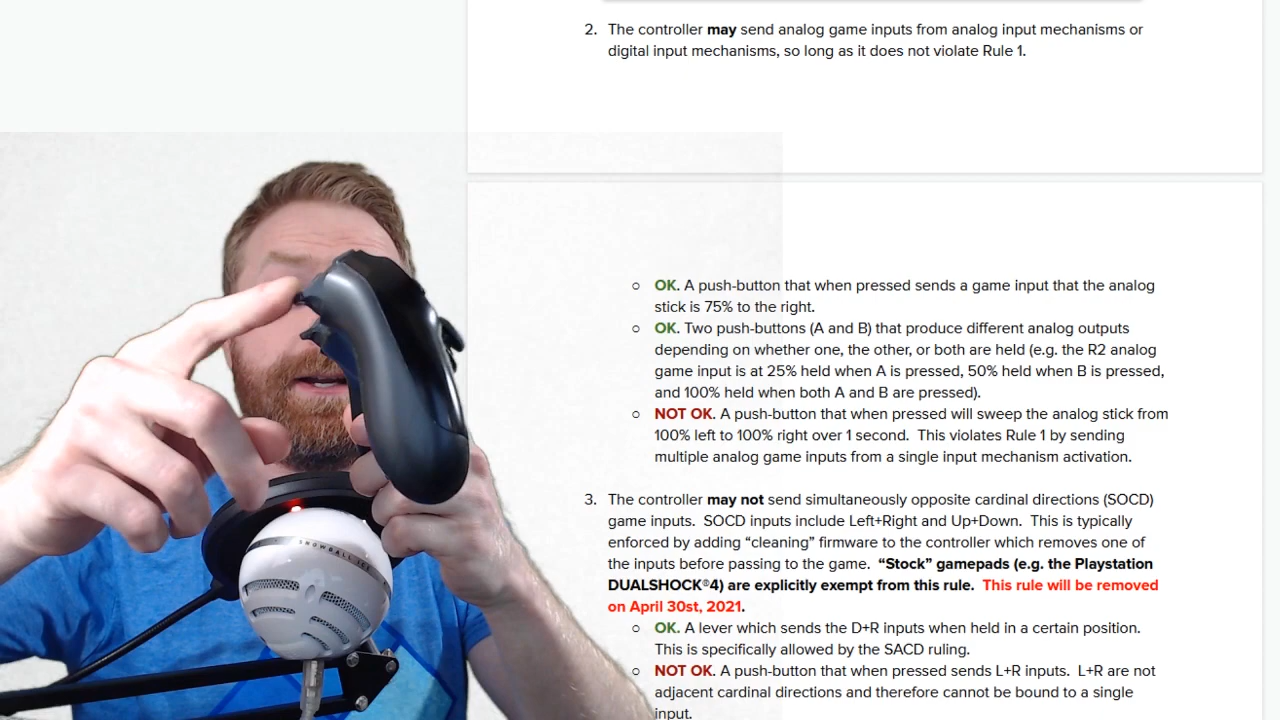 2. The controller may send analog game inputs from analog input mechanisms or
digital input mechanisms, so long as it does not violate Rule 1.
○ OK. A push-button that when pressed sends a game input that the analog
stick is 75% to the right.
○ OK. Two push-buttons (A and B) that produce different analog outputs
depending on whether one, the other, or both are held (e.g. the R2 analog
game input is at 25% held when A is pressed, 50% held when B is pressed,
and 100% held when both A and B are pressed).
○ NOT OK. A push-button that when pressed will sweep the analog stick from
100% left to 100% right over 1 second. This violates Rule 1 by sending
multiple analog game inputs from a single input mechanism activation.
3. The controller may not send simultaneously opposite cardinal directions (SOCD)
game inputs. SOCD inputs include Left+Right and Up+Down. This is typically
enforced by adding “cleaning” firmware to the controller which removes one of
the inputs before passing to the game. “Stock” gamepads (e.g. the Playstation
DUALSHOCK®4) are explicitly exempt from this rule. This rule will be removed
on April 30st, 2021.
○ OK. A lever which sends the D+R inputs when held in a certain position.
This is specifically allowed by the SACD ruling.
○ NOT OK. A push-button that when pressed sends L+R inputs. L+R are not
adjacent cardinal directions and therefore cannot be bound to a single
input.
SNOWBALL ICE